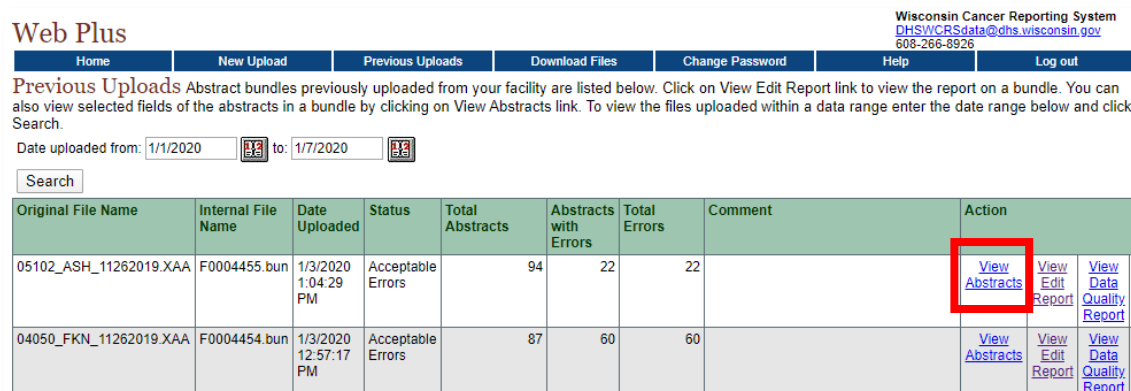 Web Plus
Wisconsin Cancer Reporting System
DHSWCRSdata@dhs.wisconsin.gov
608-266-8926
Home New Upload Previous Uploads Download Files Change Password Help Log out
Previous Uploads Abstract bundles previously uploaded from your facility are listed below. Click on View Edit Report link to view the report on a bundle. You can
also view selected fields of the abstracts in a bundle by clicking on View Abstracts link. To view the files uploaded within a data range enter the date range below and click
Search.
Date uploaded from: 1/1/2020 to: 1/7/2020
Search
Original File Name Internal File Name Date Uploaded Status Total Abstracts Abstracts with Errors Total Errors Comment Action
05102_ASH_11262019.XAA F0004455.bun 1/3/2020 1:04:29 PM Acceptable Errors 94 22 22 View Abstracts View Edit Report View Data Quality Report
04050_FKN_11262019.XAA F0004454.bun 1/3/2020 12:57:17 PM Acceptable Errors 87 60 60 View Abstracts View Edit Report View Data Quality Report